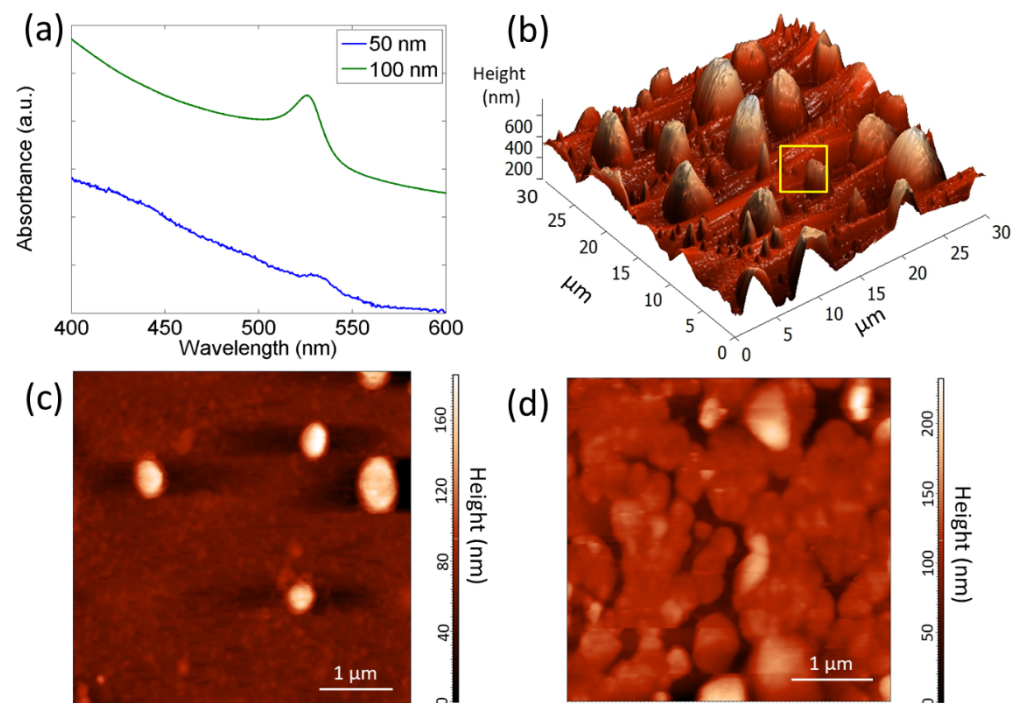 (a)
50 nm
100 nm
Absorbance (a.u.)
400 450 500 550 600
Wavelength (nm)
(b)
Height
(nm)
600
400
200
30
25
20
15
10
5
0
µm
0
5
10
15
20
25
30
µm
(c)
1 µm
160
120
80
40
0
Height (nm)
(d)
1 µm
200
150
100
50
0
Height (nm)